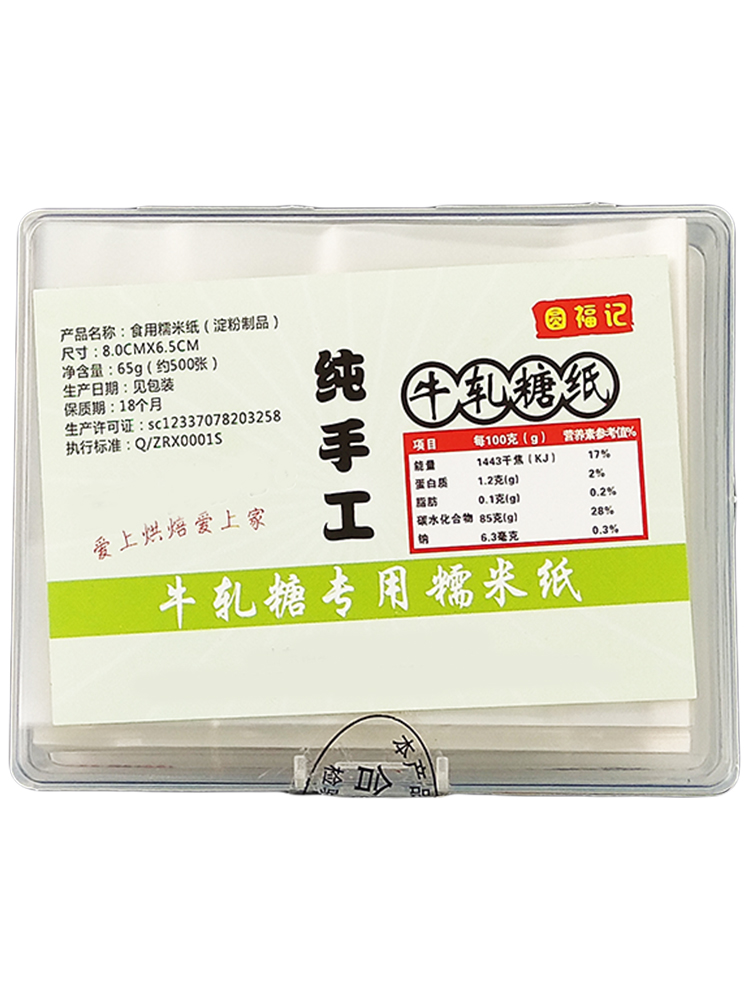 产品名称：食用糯米纸（淀粉制品）
尺寸：8.0CMX6.5CM
净含量：65g（约500张）
生产日期：见包装
保质期：18个月
生产许可证：sc12337078203258
执行标准：Q/ZRX0001S
爱上烘焙爱上家
纯手工
圆福记
牛轧糖纸
项目 每100克（g） 营养素参考值%
能量 1443千焦（KJ） 17%
蛋白质 1.2克(g) 2%
脂肪 0.1克(g) 0.2%
碳水化合物 85克(g) 28%
钠 6.3毫克 0.3%
牛轧糖专用糯米纸
本产品
合
检